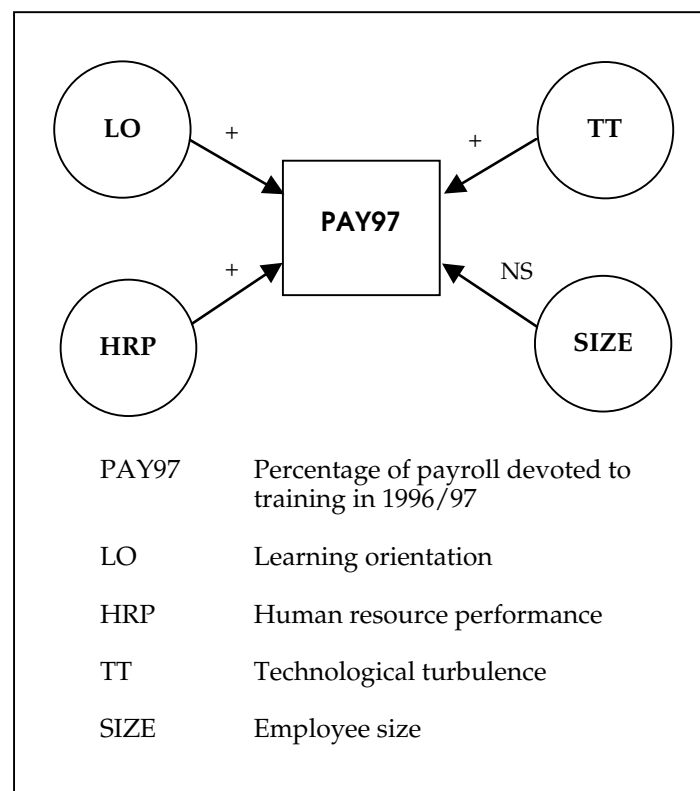 LO
+
+
TT
PAY97
HRP
+
NS
SIZE
PAY97 Percentage of payroll devoted to
training in 1996/97
LO Learning orientation
HRP Human resource performance
TT Technological turbulence
SIZE Employee size